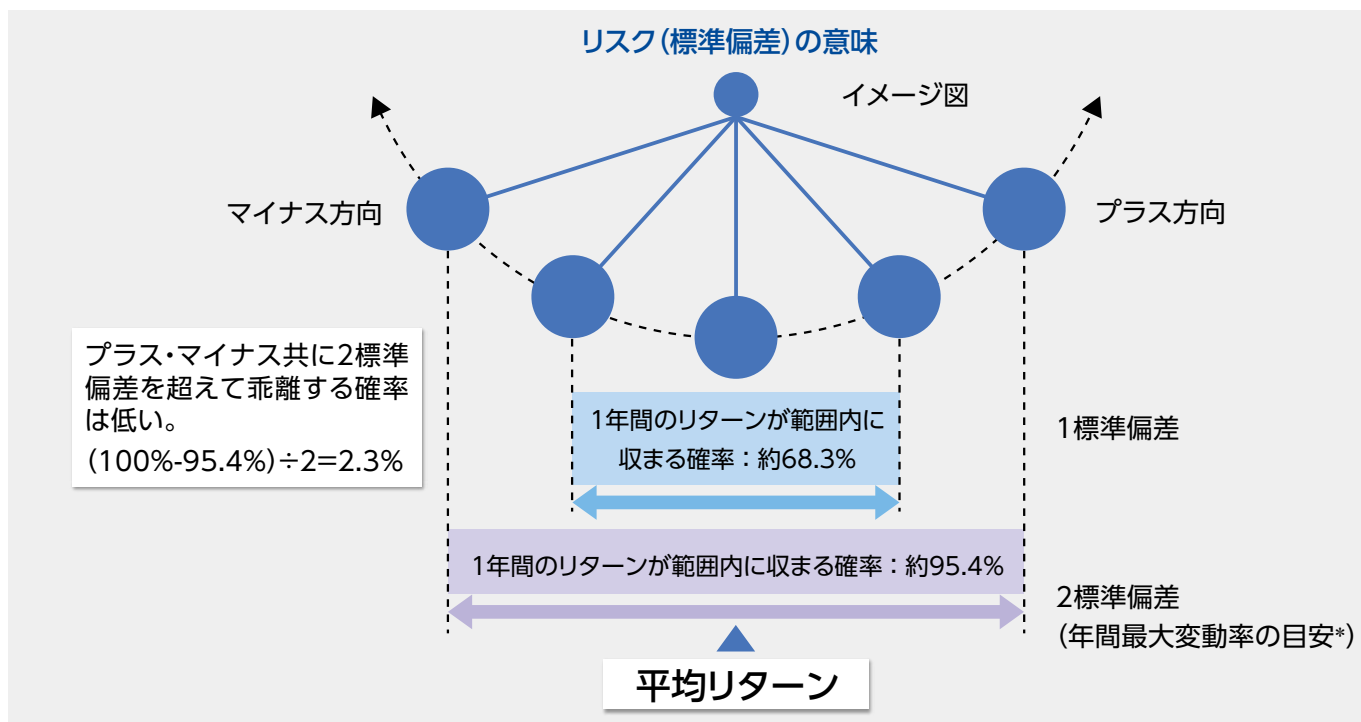 リスク(標準偏差)の意味
イメージ図
マイナス方向
プラス方向
プラス・マイナス共に2標準
偏差を超えて乖離する確率
は低い。
(100%-95.4%)÷2=2.3%
1年間のリターンが範囲内に
収まる確率：約68.3%
1標準偏差
1年間のリターンが範囲内に収まる確率：約95.4%
2標準偏差
(年間最大変動率の目安*)
平均リターン